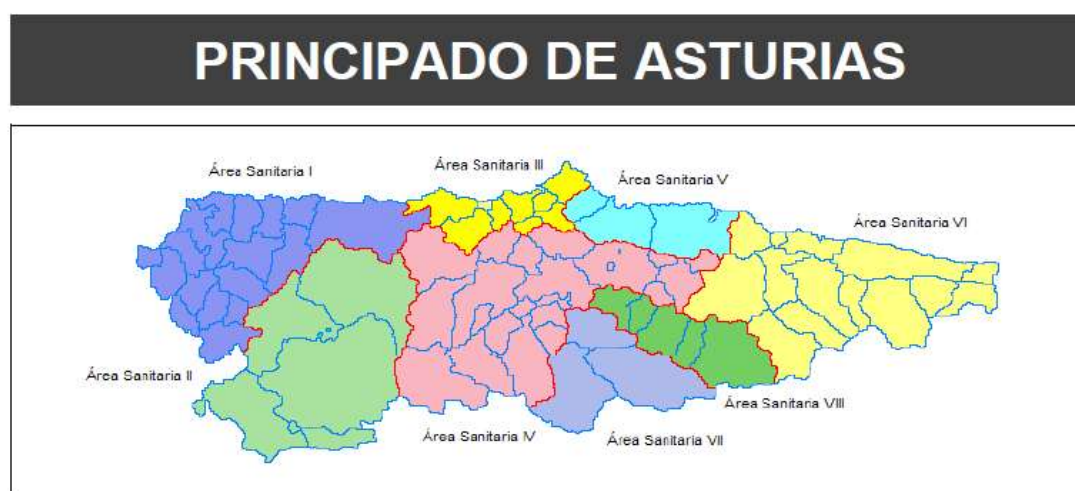 PRINCIPADO DE ASTURIAS
Área Sanitaria I
Área Sanitaria III
Área Sanitaria V
Área Sanitaria VI
Área Sanitaria II
Área Sanitaria VIII
Área Sanitaria IV
Área Sanitaria VII